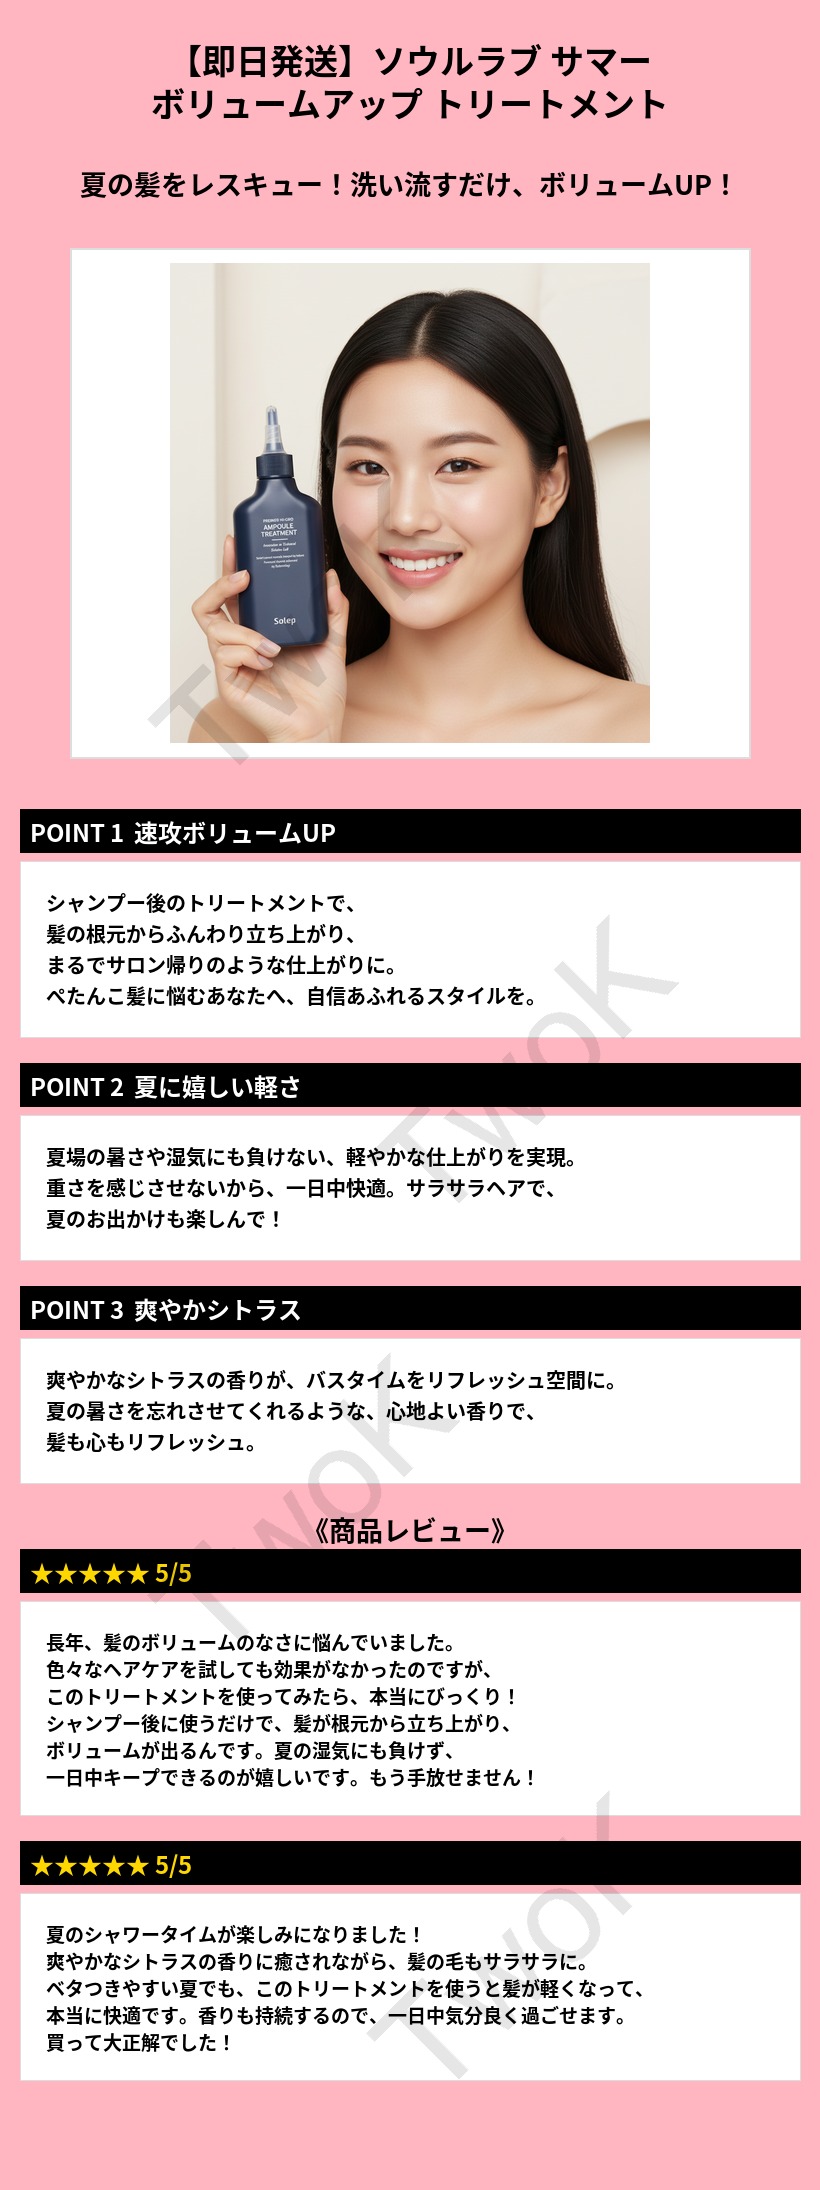 【即日発送】ソウルラブ サマー
ボリュームアップ トリートメント
夏の髪をレスキュー！洗い流すだけ、ボリュームUP！
AMPOULE
TREATMENT
Salep
POINT 1 速攻ボリュームUP
シャンプー後のトリートメントで、
髪の根元からふんわり立ち上がり、
まるでサロン帰りのような仕上がりに。
ぺたんこ髪に悩むあなたへ、自信あふれるスタイルを。
POINT 2 夏に嬉しい軽さ
夏場の暑さや湿気にも負けない、軽やかな仕上がりを実現。
重さを感じさせないから、一日中快適。サラサラヘアで、
夏のお出かけも楽しんで！
POINT 3 爽やかシトラス
爽やかなシトラスの香りが、バスタイムをリフレッシュ空間に。
夏の暑さを忘れさせてくれるような、心地よい香りで、
髪も心もリフレッシュ。
《商品レビュー》
★★★★★ 5/5
長年、髪のボリュームのなさに悩んでいました。
色々なヘアケアを試しても効果がなかったのですが、
このトリートメントを使ってみたら、本当にびっくり！
シャンプー後に使うだけで、髪が根元から立ち上がり、
ボリュームが出るんです。夏の湿気にも負けず、
一日中キープできるのが嬉しいです。もう手放せません！
★★★★★ 5/5
夏のシャワータイムが楽しみになりました！
爽やかなシトラスの香りに癒されながら、髪の毛もサラサラに。
ベタつきやすい夏でも、このトリートメントを使うと髪が軽くなって、
本当に快適です。香りも持続するので、一日中気分良く過ごせます。
買って大正解でした！
TwoK
TwoK
TwoK
TwoK